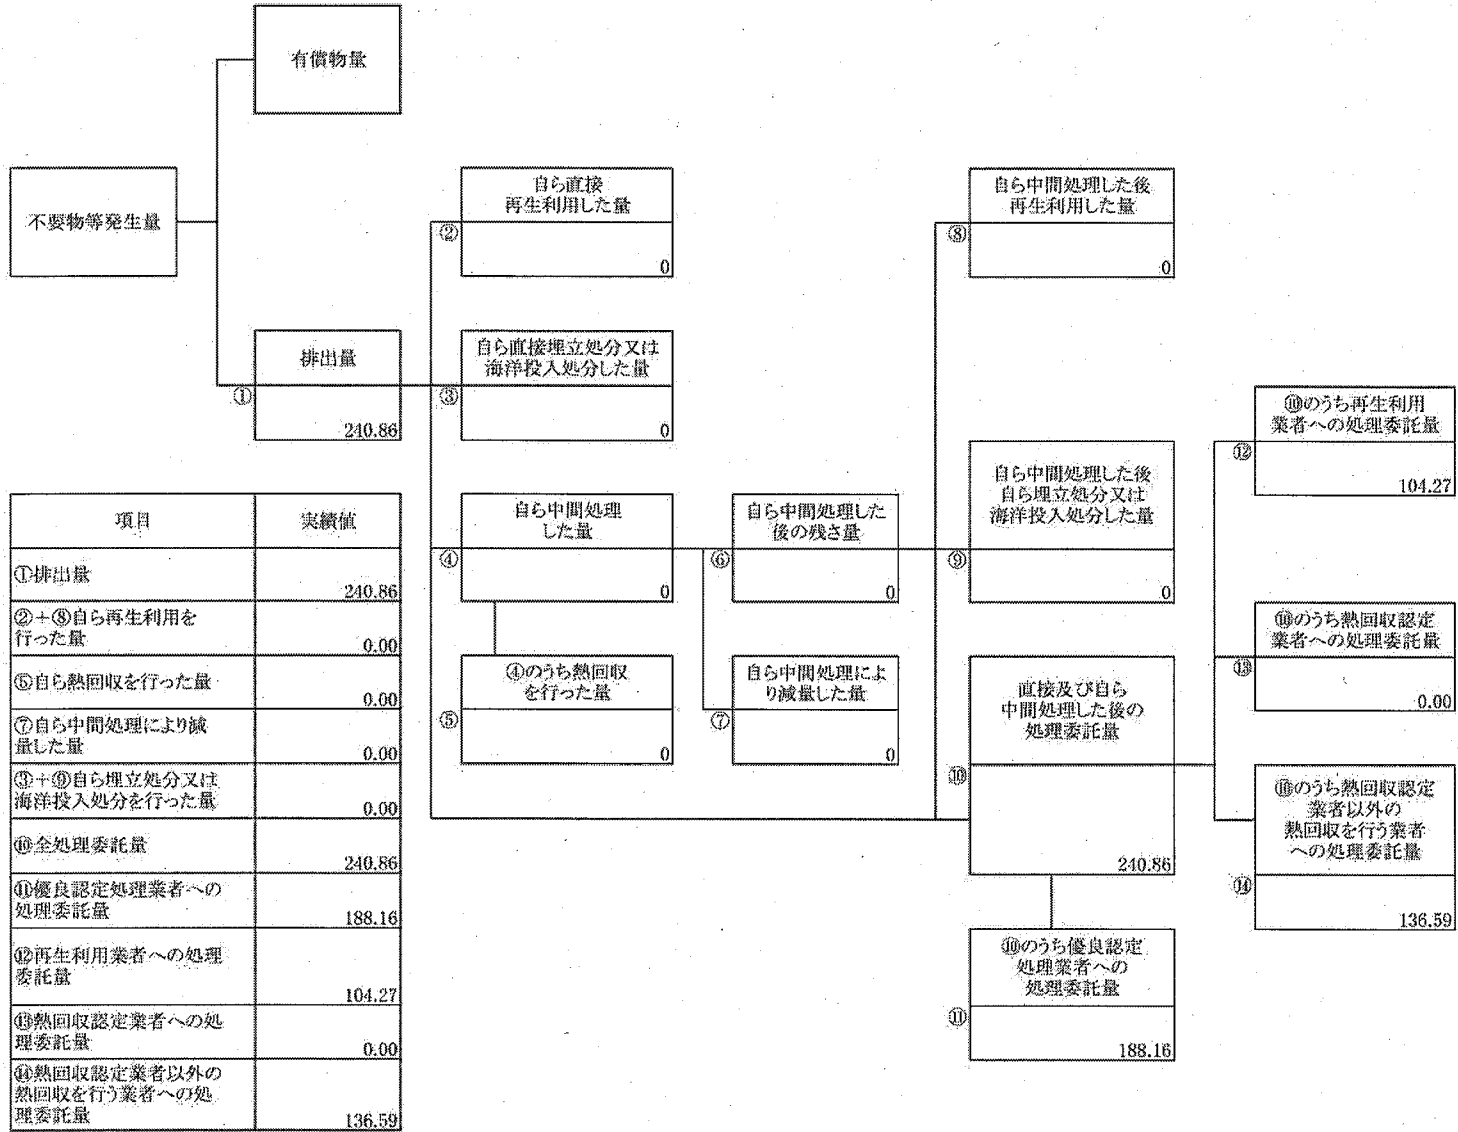 有償物量
不要物等発生量
自ら直接
再生利用した量
②
0
自ら中間処理した後
再生利用した量
⑧
0
排出量
①
240.86
自ら直接埋立処分又は
海洋投入処分した量
③
0
⑩のうち再生利用
業者への処理委託量
⑫
104.27
自ら中間処理した後
自ら埋立処分又は
海洋投入処分した量
⑨
0
自ら中間処理
した量
④
0
自ら中間処理した
後の残さ量
⑥
0
⑩のうち熱回収認定
業者への処理委託量
⑬
0.00
④のうち熱回収
を行った量
⑤
0
自ら中間処理によ
り減量した量
⑦
0
直接及び自ら
中間処理した後の
処理委託量
⑩
240.86
⑩のうち熱回収認定
業者以外の
熱回収を行う業者
への処理委託量
⑭
136.59
⑩のうち優良認定
処理業者への
処理委託量
⑪
188.16
項目 実績値
①排出量
240.86
②＋⑧自ら再生利用を
行った量
0.00
⑤自ら熱回収を行った量
0.00
⑦自ら中間処理により減
量した量
0.00
③＋⑨自ら埋立処分又は
海洋投入処分を行った量
0.00
⑩全処理委託量
240.86
⑪優良認定処理業者への
処理委託量
188.16
⑫再生利用業者への処理
委託量
104.27
⑬熱回収認定業者への処
理委託量
0.00
⑭熱回収認定業者以外の
熱回収を行う業者への処
理委託量
136.59